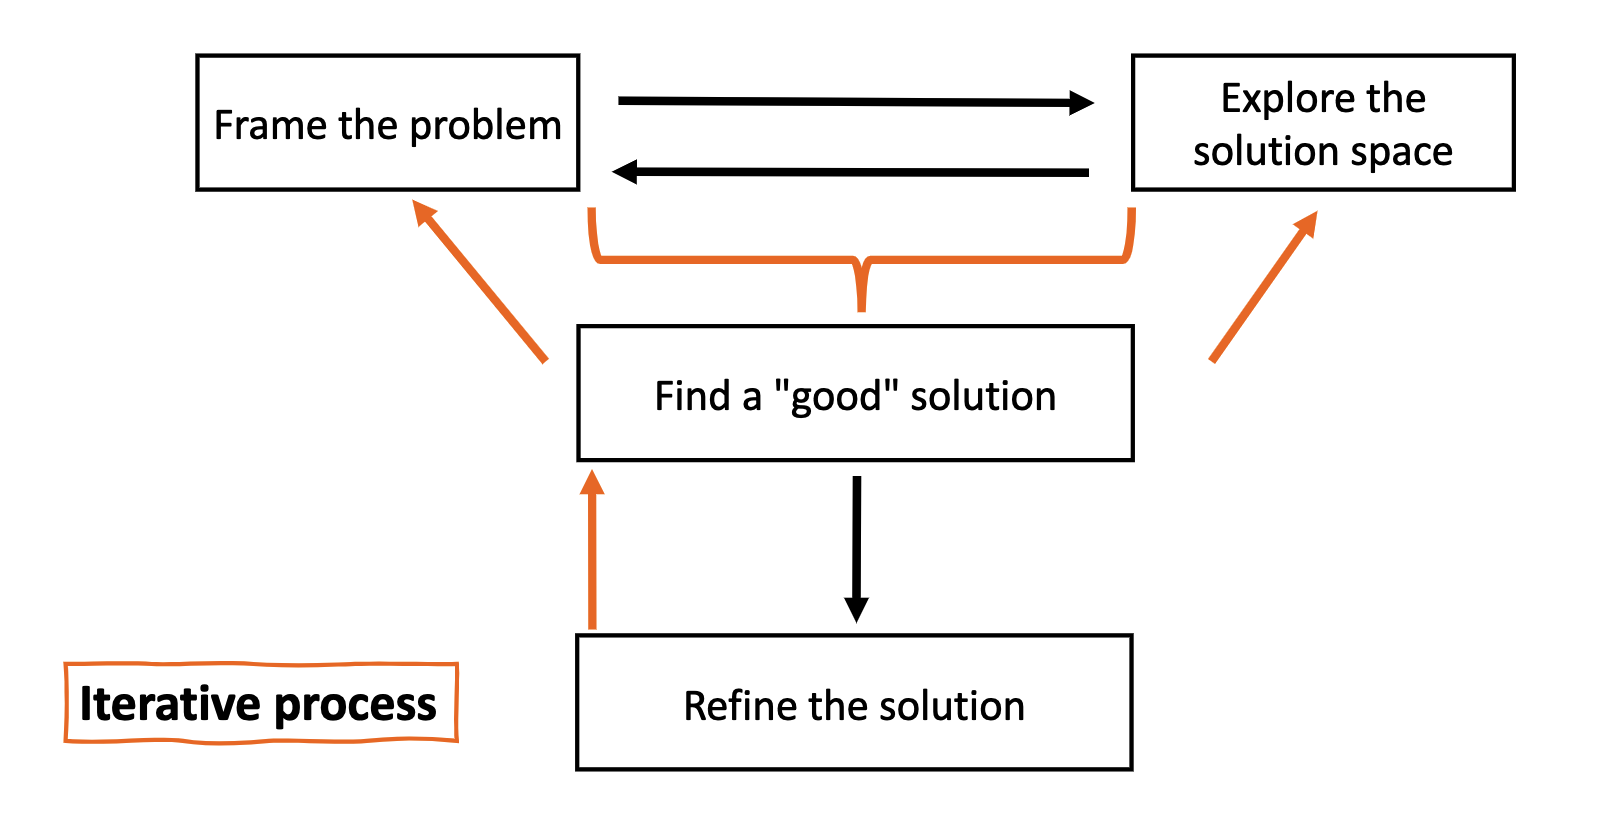 Frame the problem
Explore the
solution space
Find a "good" solution
Iterative process
Refine the solution